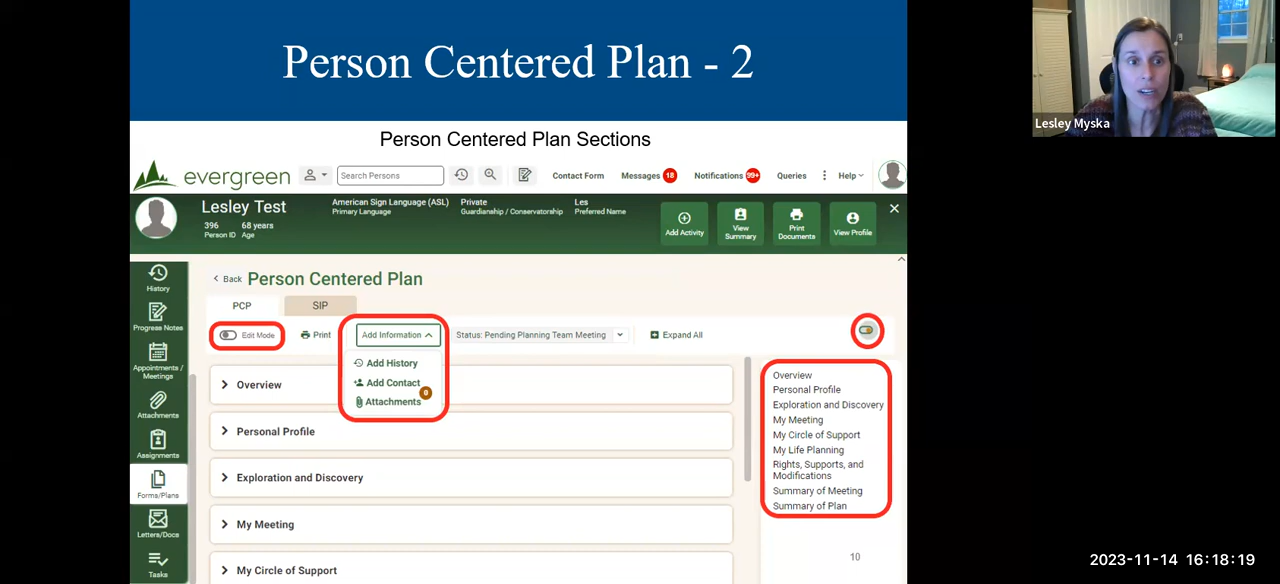 Person Centered Plan - 2
Person Centered Plan Sections
evergreen
Search Persons
Contact Form
Messages 18
Notifications 99+
Queries
Help
Lesley Test
396 68 years
Person ID Age
American Sign Language (ASL)
Primary Language
Private
Guardianship / Conservatorship
Les
Preferred Name
Add Activity
View Summary
Print Documents
View Profile
History
Progress Notes
Appointments / Meetings
Attachments
Assignments
Forms/Plans
Letters/Docs
Tasks
Back Person Centered Plan
PCP SIP
Edit Mode
Print
Add Information
Status: Pending Planning Team Meeting
Expand All
Add History
Add Contact
Attachments 0
Overview
Personal Profile
Exploration and Discovery
My Meeting
My Circle of Support
Overview
Personal Profile
Exploration and Discovery
My Meeting
My Circle of Support
My Life Planning
Rights, Supports, and
Modifications
Summary of Meeting
Summary of Plan
10
Lesley Myska
2023-11-14 16:18:19